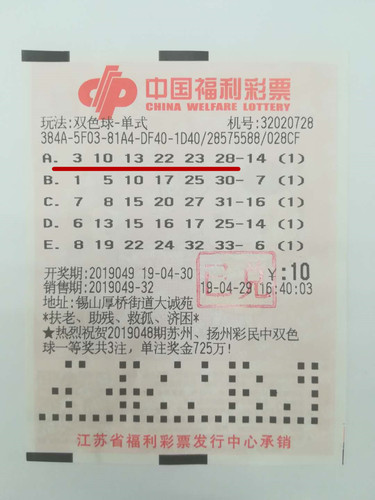 中国福利彩票
CHINA WELFARE LOTTERY
玩法:双色球-单式 机号:32020728
384A-5F03-81A4-DF40-1D40/28575588/028CF
A. 3 10 13 22 23 28-14 (1)
B. 1 5 10 17 25 30- 7 (1)
C. 7 8 15 20 27 31-16 (1)
D. 6 13 15 16 17 25-14 (1)
E. 8 19 22 24 32 33- 6 (1)
开奖期:2019049 19-04-30 ¥:10
销售期:2019049-32 19-04-29 16:40:03
地址:锡山厚桥街道大诚苑
*扶老、助残、救孤、济困*
★热烈祝贺2019048期苏州、扬州彩民中双色
球一等奖共3注，单注奖金725万!
已兑
江苏省福利彩票发行中心承销